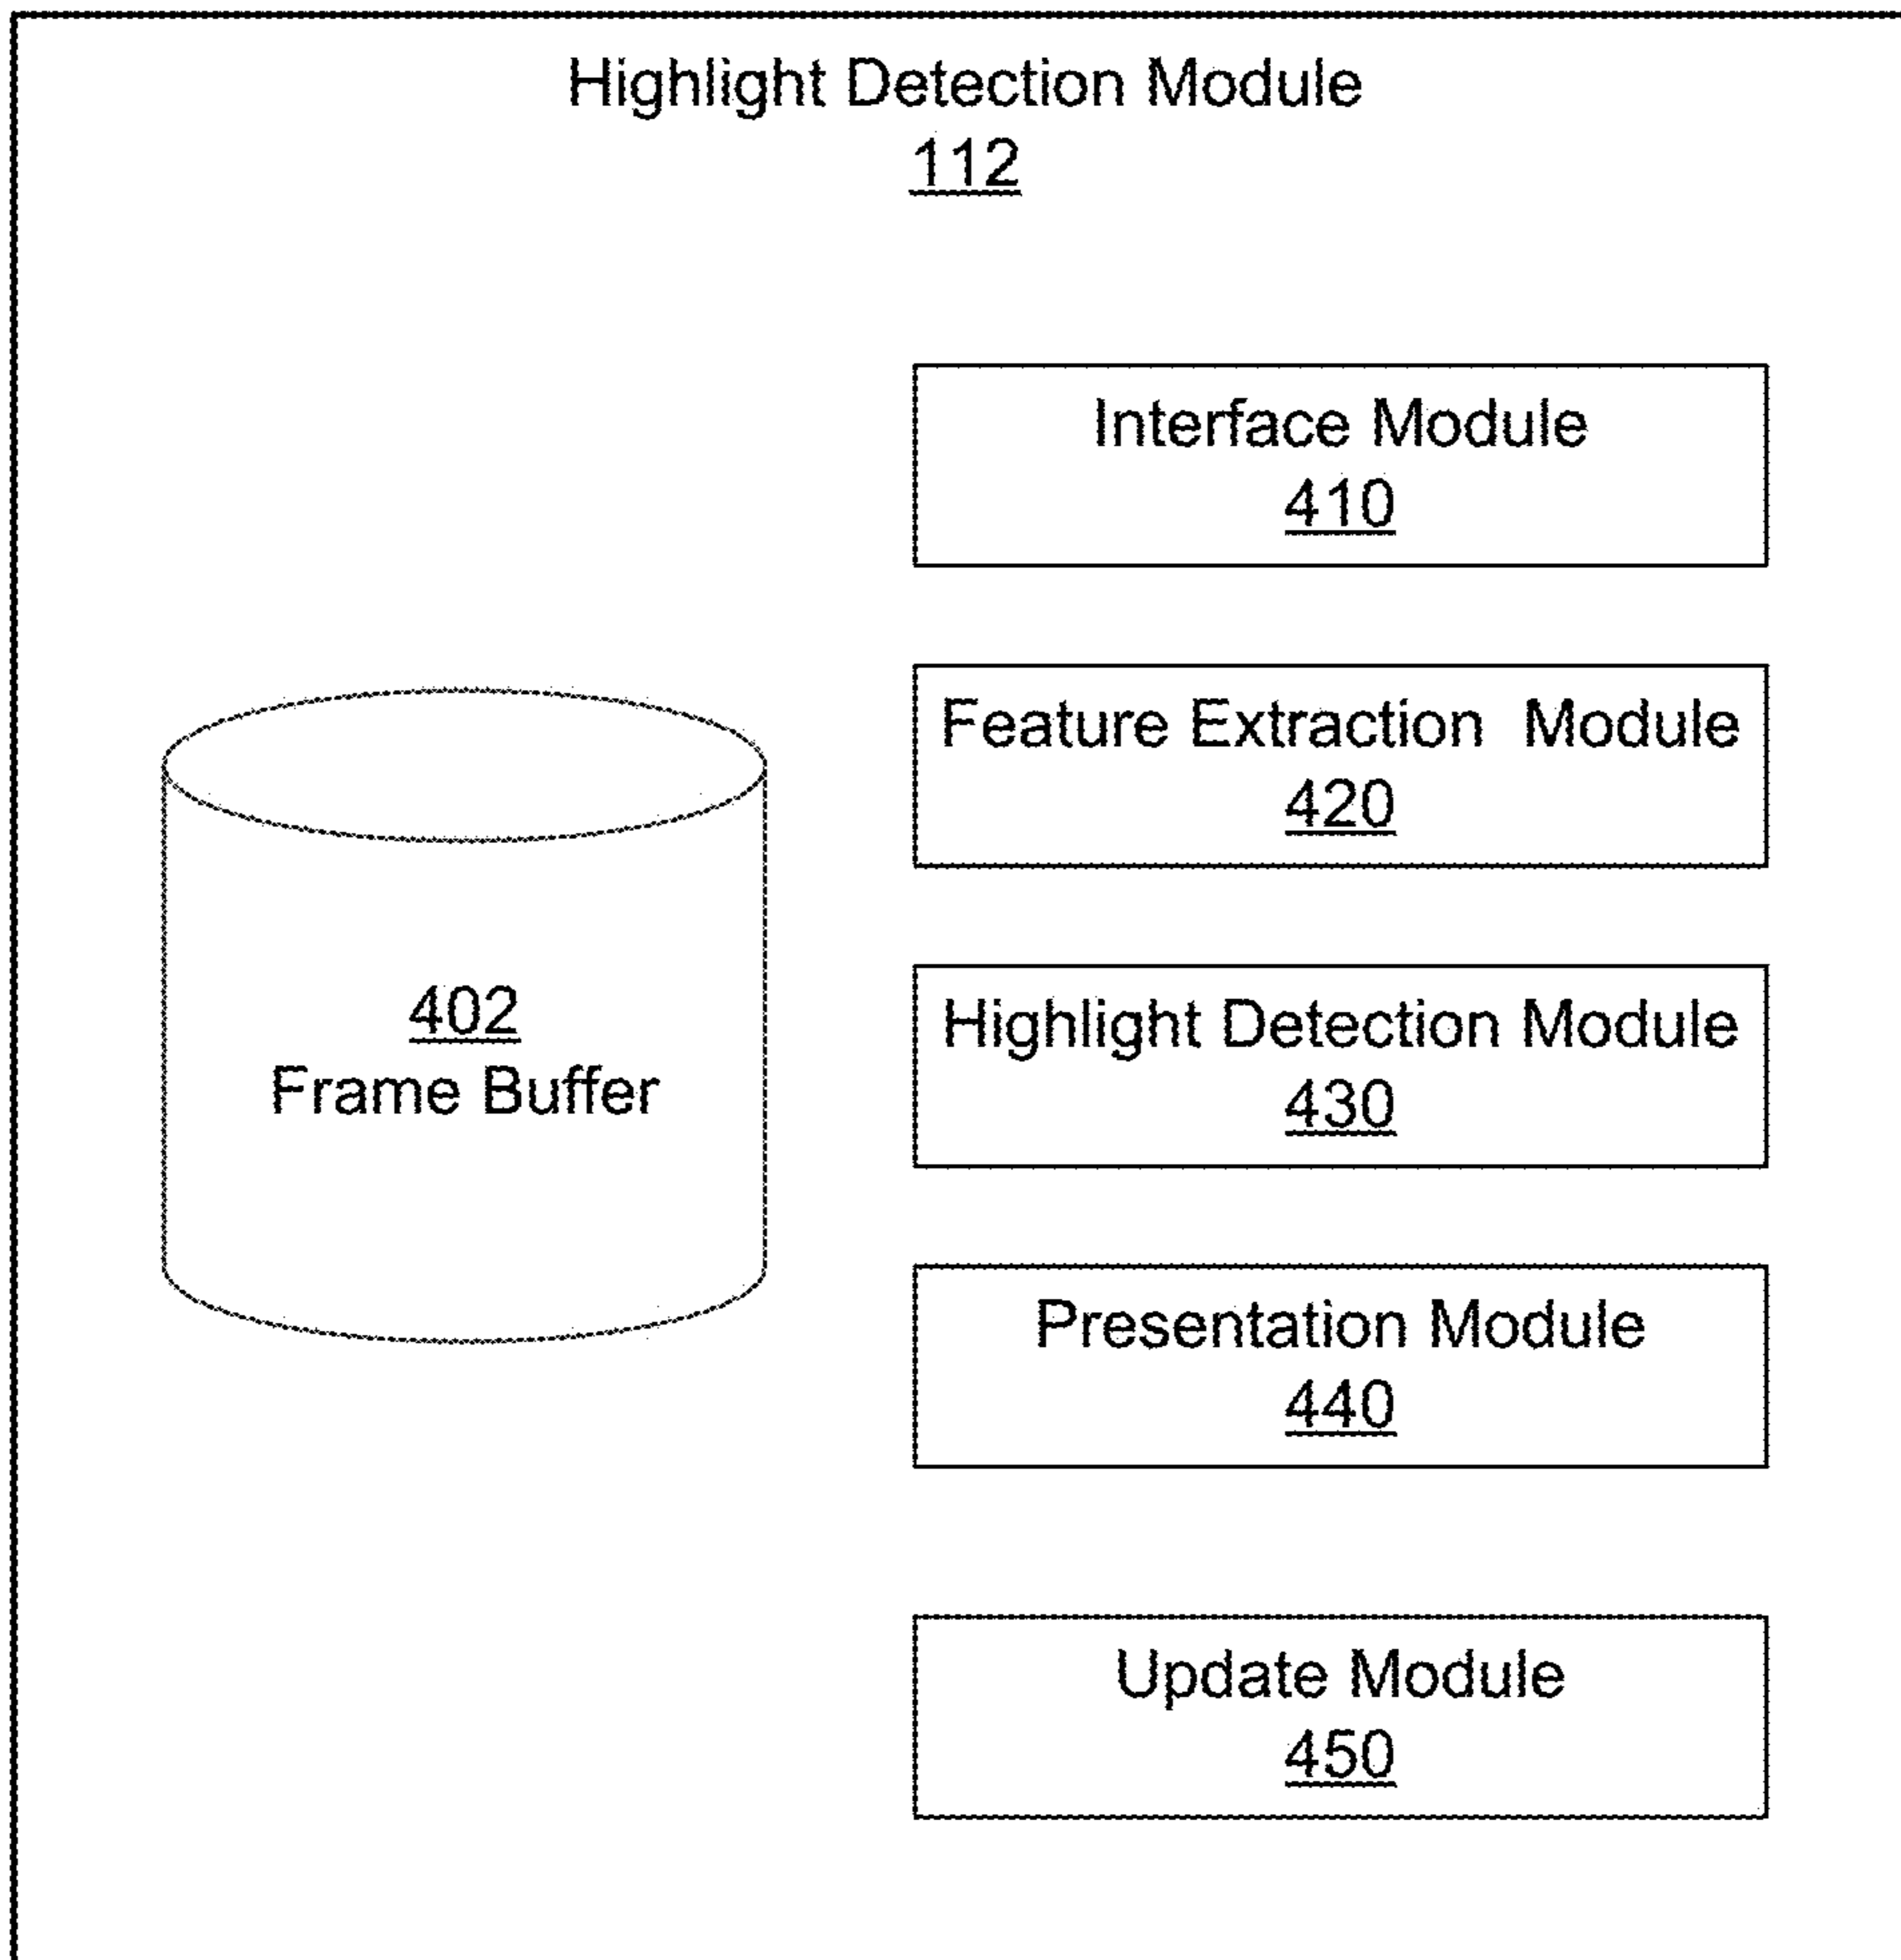 Highlight Detection Module
112
Interface Module
410
Feature Extraction Module
420
402
Frame Buffer
Highlight Detection Module
430
Presentation Module
440
Update Module
450